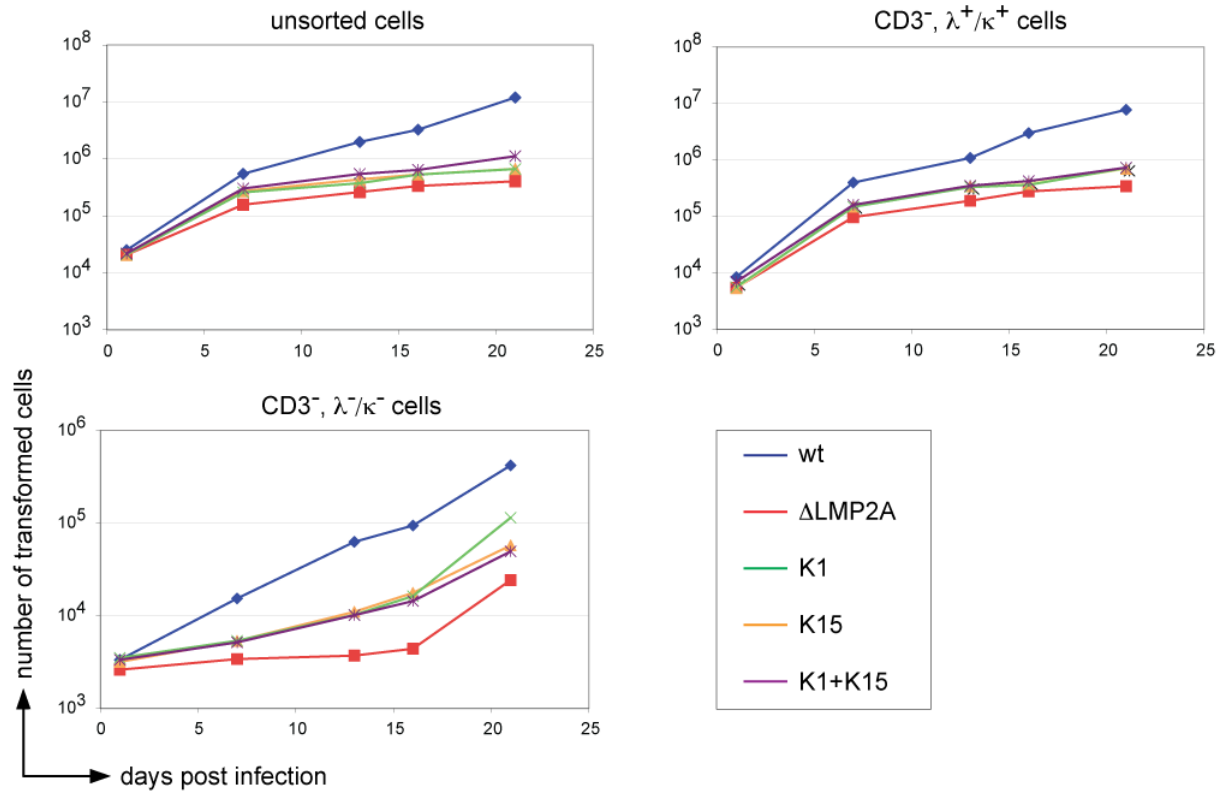 unsorted cells
10⁸
10⁷
10⁶
10⁵
10⁴
10³
0 5 10 15 20 25
CD3⁻, λ⁺/κ⁺ cells
10⁸
10⁷
10⁶
10⁵
10⁴
10³
0 5 10 15 20 25
CD3⁻, λ⁻/κ⁻ cells
10⁶
10⁵
10⁴
10³
0 5 10 15 20 25
number of transformed cells
days post infection
wt
ΔLMP2A
K1
K15
K1+K15